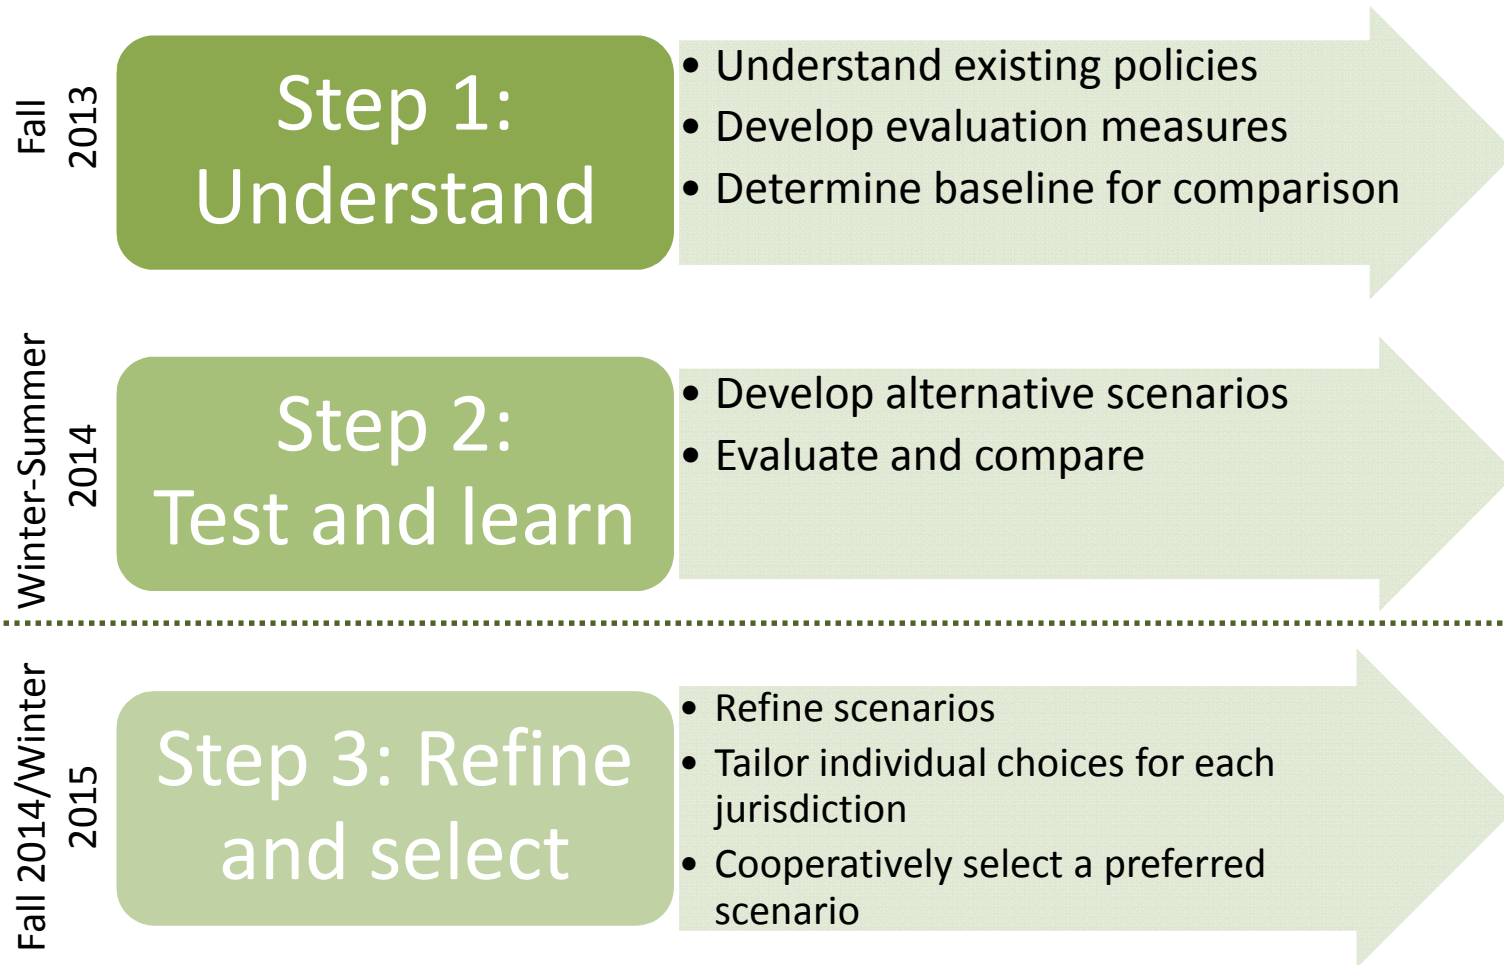 Fall
2013
Step 1:
Understand
• Understand existing policies
• Develop evaluation measures
• Determine baseline for comparison
Winter-Summer
2014
Step 2:
Test and learn
• Develop alternative scenarios
• Evaluate and compare
Fall 2014/Winter
2015
Step 3: Refine
and select
• Refine scenarios
• Tailor individual choices for each
jurisdiction
• Cooperatively select a preferred
scenario